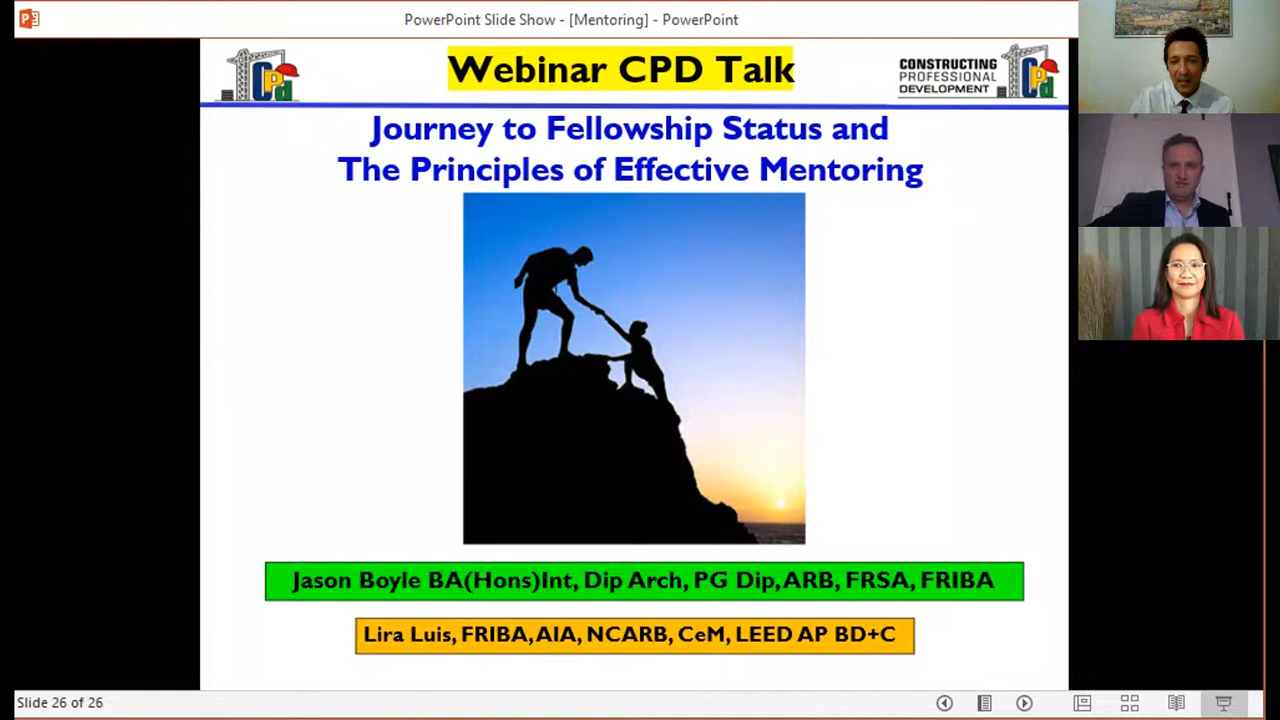 PowerPoint Slide Show - [Mentoring] - PowerPoint
CPd
Webinar CPD Talk
CONSTRUCTING
PROFESSIONAL
DEVELOPMENT
CPd
Journey to Fellowship Status and
The Principles of Effective Mentoring
Jason Boyle BA(Hons)Int, Dip Arch, PG Dip, ARB, FRSA, FRIBA
Lira Luis, FRIBA, AIA, NCARB, CeM, LEED AP BD+C
Slide 26 of 26